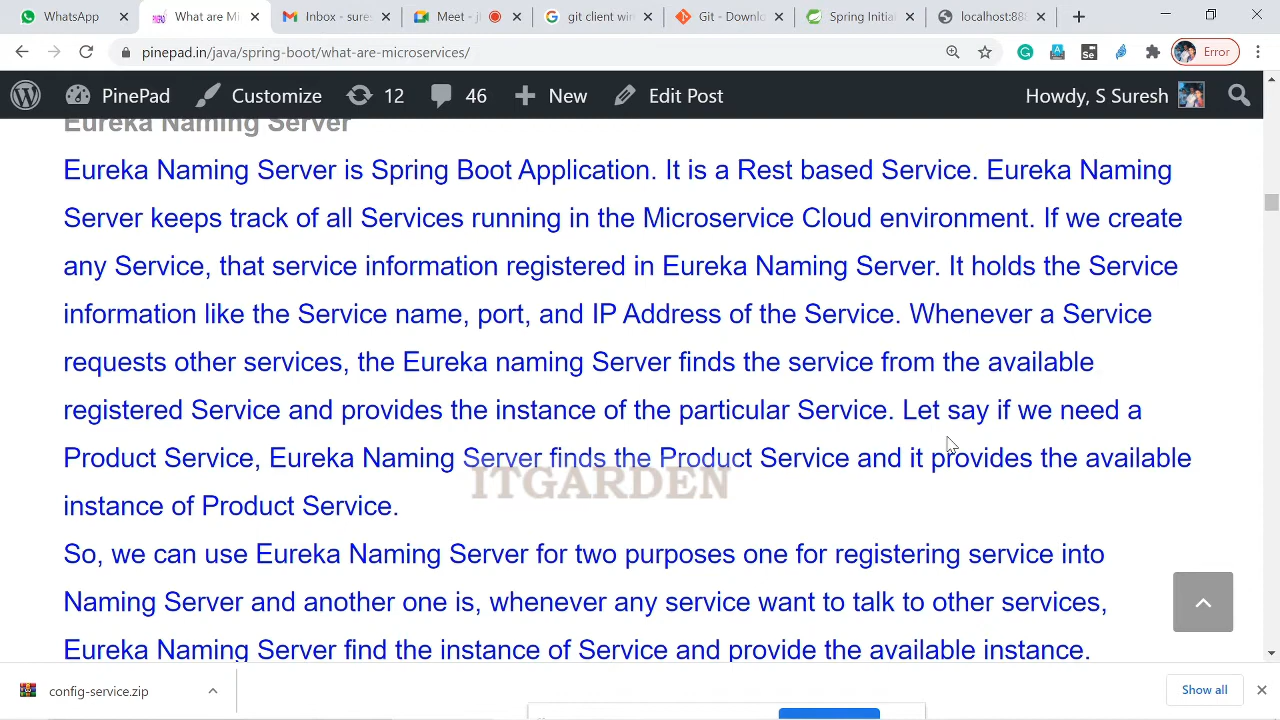 WhatsApp
What are Mi
Inbox - sures
Meet - jl
git client win
Git - Downlo
Spring Initia
localhost:888
pinepad.in/java/spring-boot/what-are-microservices/
Error
PinePad
Customize
12
46
New
Edit Post
Howdy, S Suresh
Eureka Naming Server
Eureka Naming Server is Spring Boot Application. It is a Rest based Service. Eureka Naming
Server keeps track of all Services running in the Microservice Cloud environment. If we create
any Service, that service information registered in Eureka Naming Server. It holds the Service
information like the Service name, port, and IP Address of the Service. Whenever a Service
requests other services, the Eureka naming Server finds the service from the available
registered Service and provides the instance of the particular Service. Let say if we need a
Product Service, Eureka Naming Server finds the Product Service and it provides the available
ITGARDEN
instance of Product Service.
So, we can use Eureka Naming Server for two purposes one for registering service into
Naming Server and another one is, whenever any service want to talk to other services,
Eureka Naming Server find the instance of Service and provide the available instance.
config-service.zip
Show all